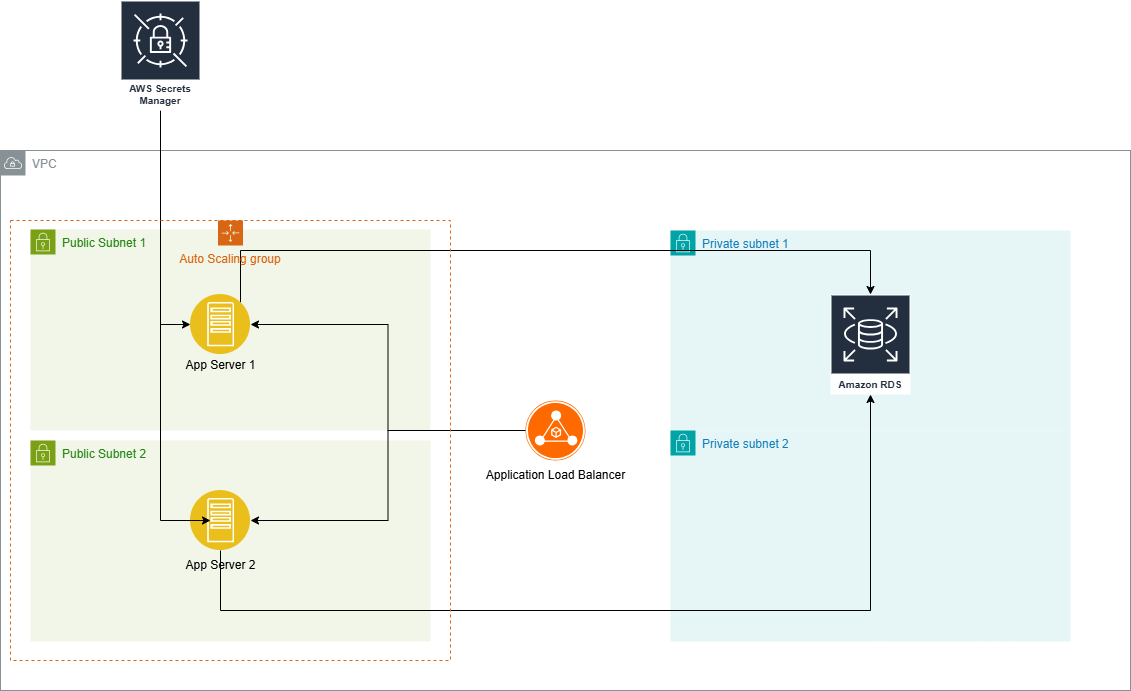 AWS Secrets
Manager
VPC
Public Subnet 1
Auto Scaling group
Private subnet 1
App Server 1
Amazon RDS
Public Subnet 2
Private subnet 2
Application Load Balancer
App Server 2